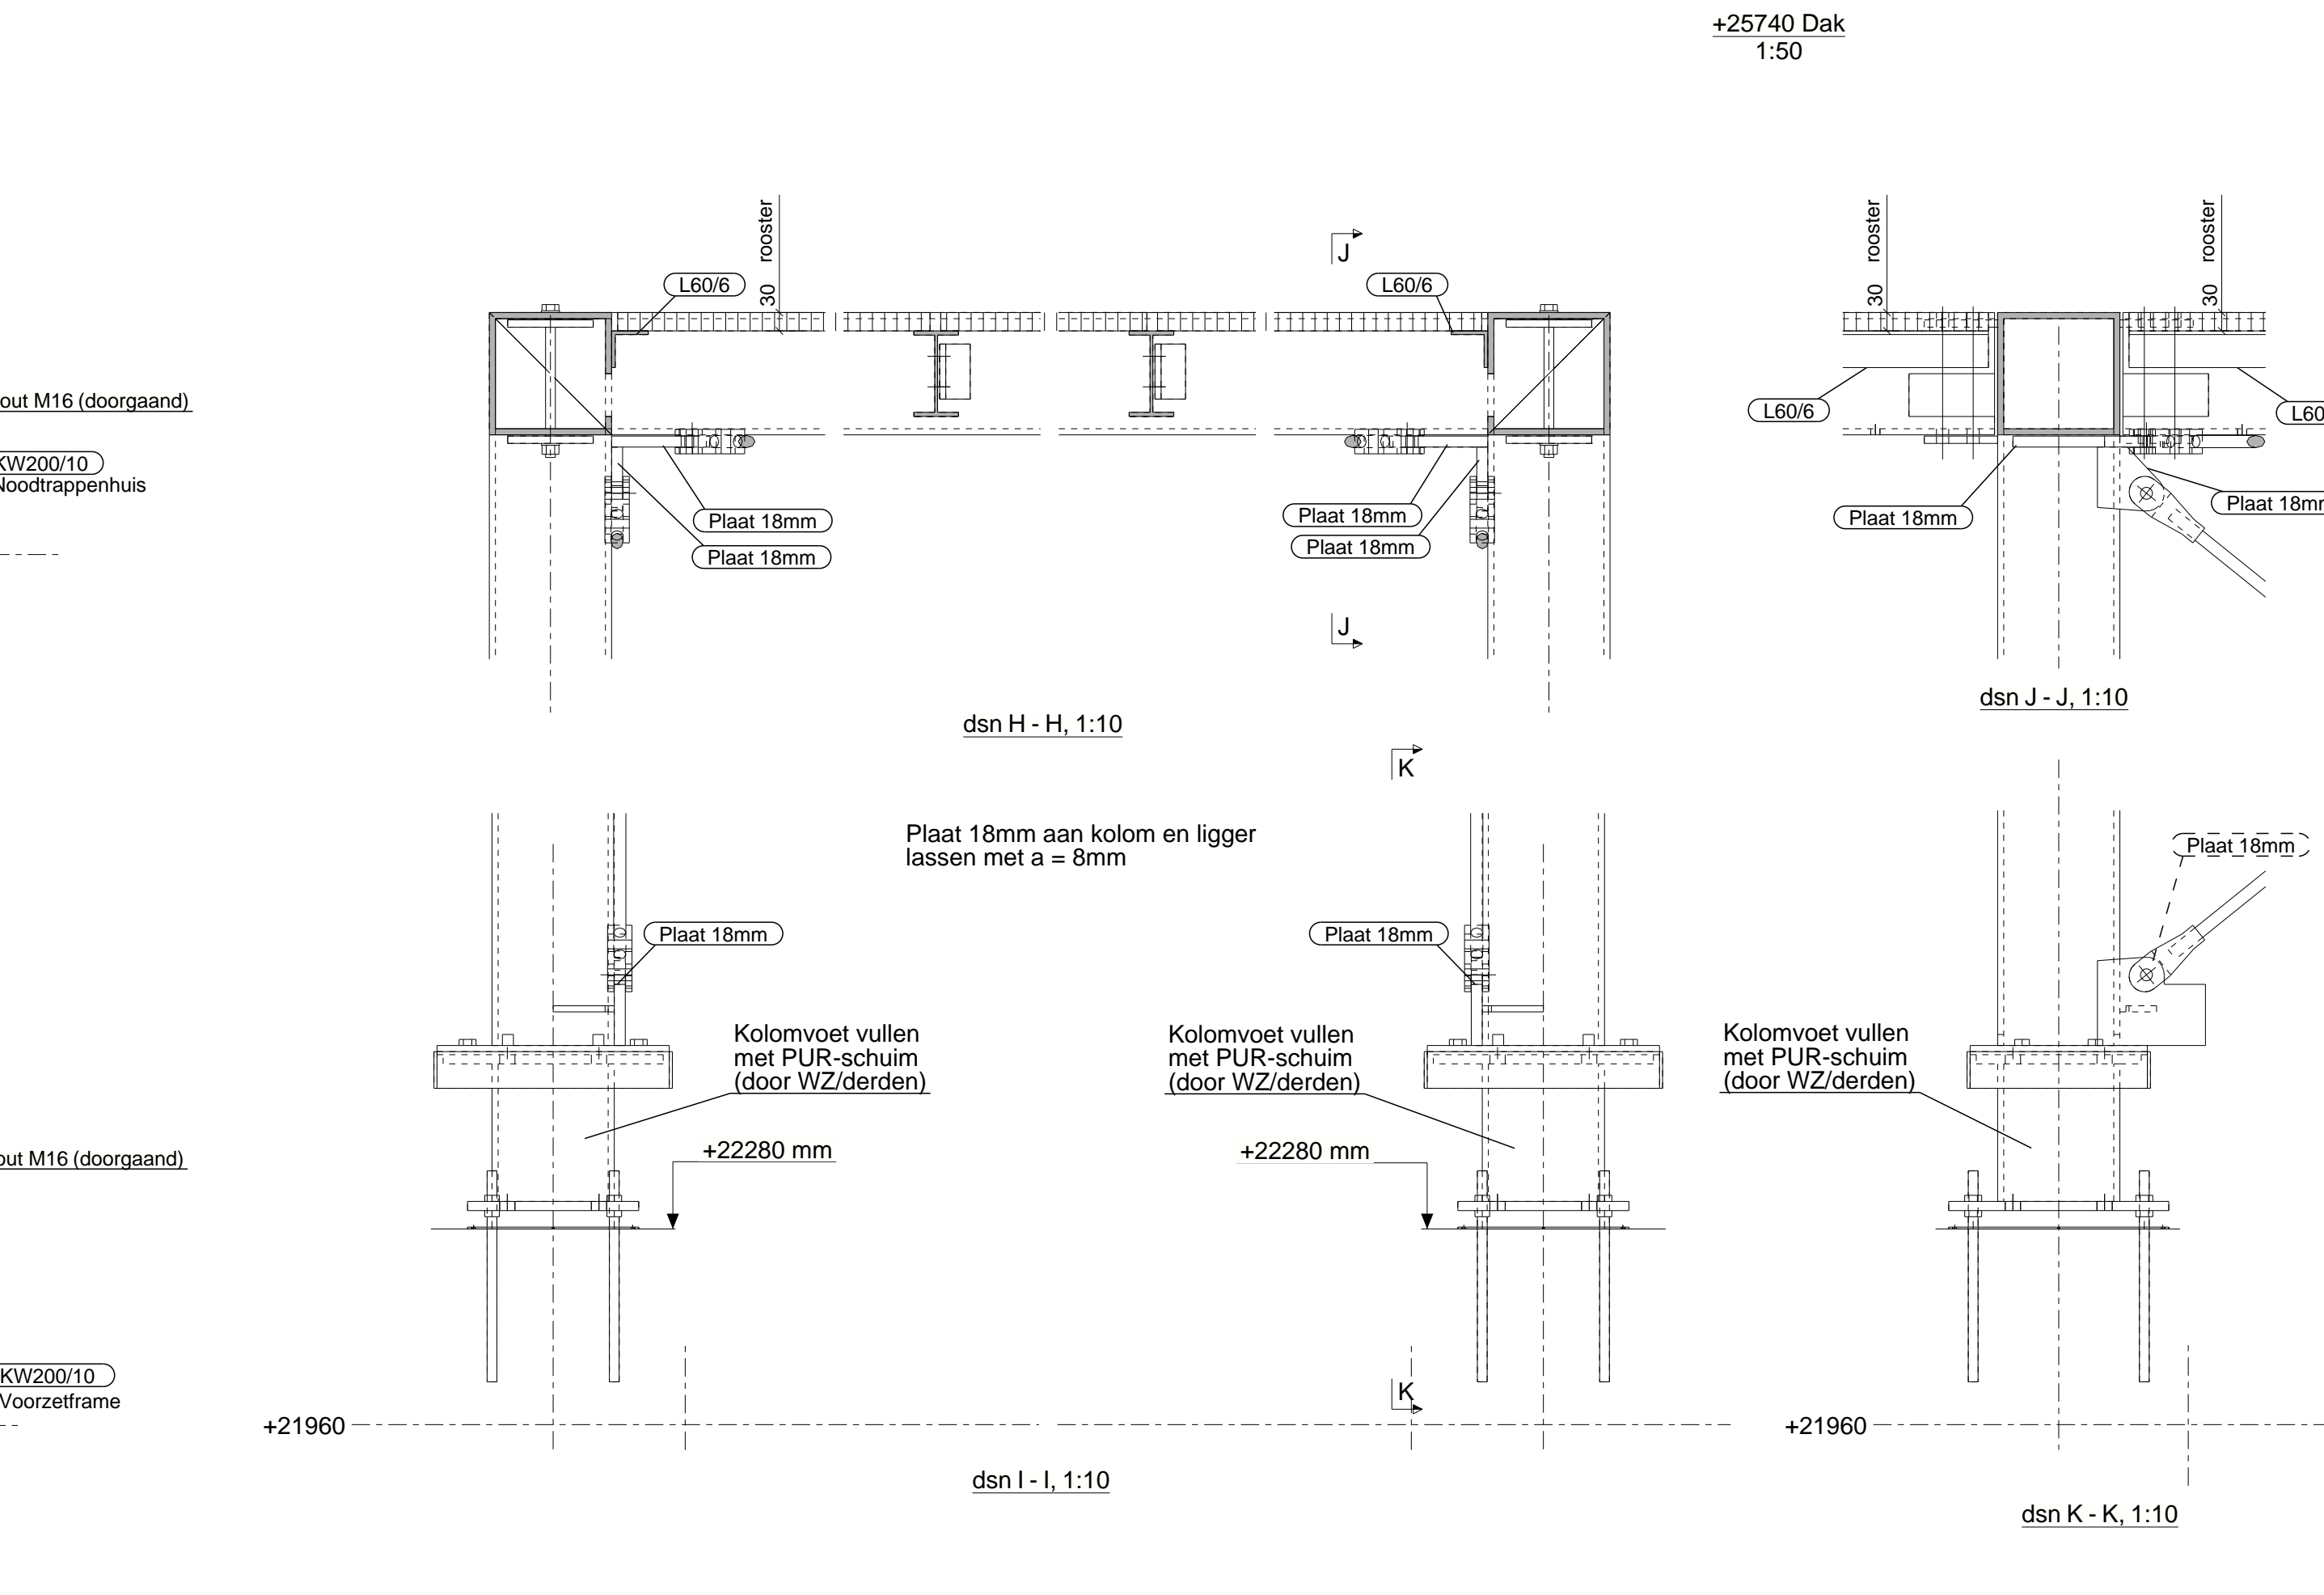 +25740 Dak
1:50
30 rooster
30 rooster
30 rooster
J
L60/6
L60/6
out M16 (doorgaand)
L60/6
L60
KW200/10
Noodtrappenhuis
Plaat 18mm
Plaat 18mm
Plaat 18mm
Plaat 18mm
Plaat 18mm
Plaat 18mm
J
dsn J - J, 1:10
dsn H - H, 1:10
K
Plaat 18mm aan kolom en ligger
lassen met a = 8mm
Plaat 18mm
Plaat 18mm
Plaat 18mm
Kolomvoet vullen
met PUR-schuim
(door WZ/derden)
Kolomvoet vullen
met PUR-schuim
(door WZ/derden)
Kolomvoet vullen
met PUR-schuim
(door WZ/derden)
+22280 mm
+22280 mm
out M16 (doorgaand)
KW200/10
Voorzetframe
K
+21960
+21960
dsn I - I, 1:10
dsn K - K, 1:10